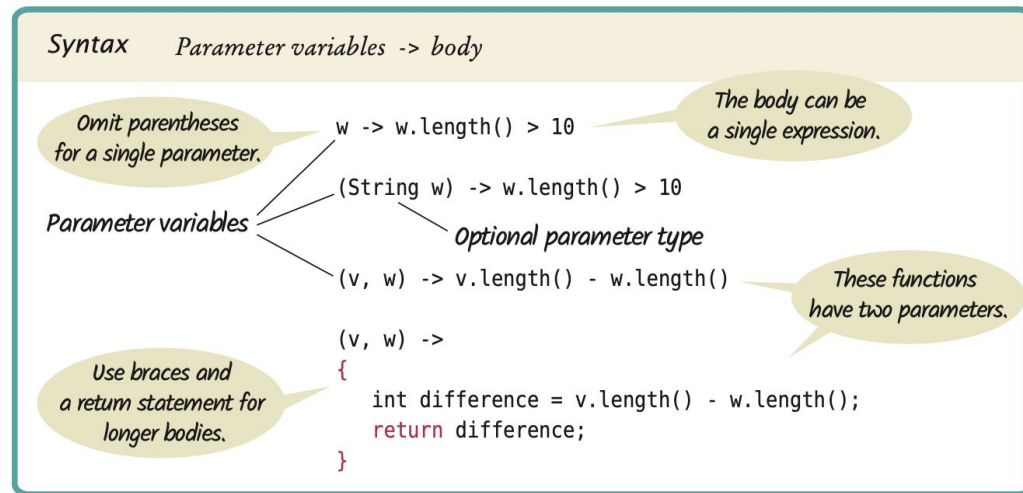 Syntax Parameter variables -> body
Omit parentheses
for a single parameter.
w -> w.length() > 10
The body can be
a single expression.
(String w) -> w.length() > 10
Parameter variables
Optional parameter type
(v, w) -> v.length() - w.length()
These functions
have two parameters.
(v, w) ->
{
int difference = v.length() - w.length();
return difference;
}
Use braces and
a return statement for
longer bodies.